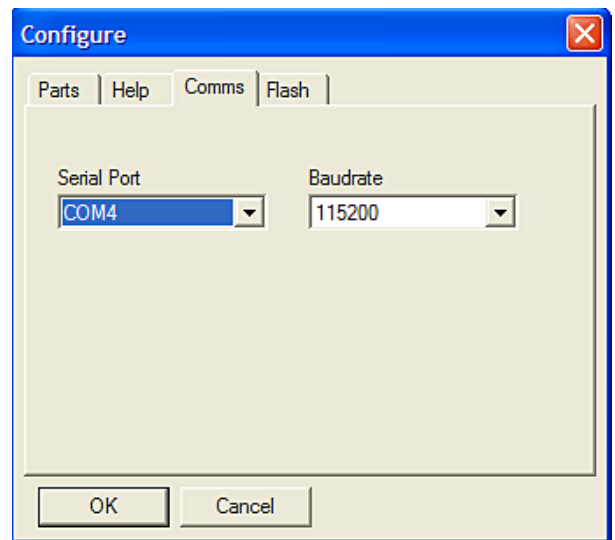 Configure
Parts Help Comms Flash
Serial Port Baudrate
COM4 115200
OK Cancel